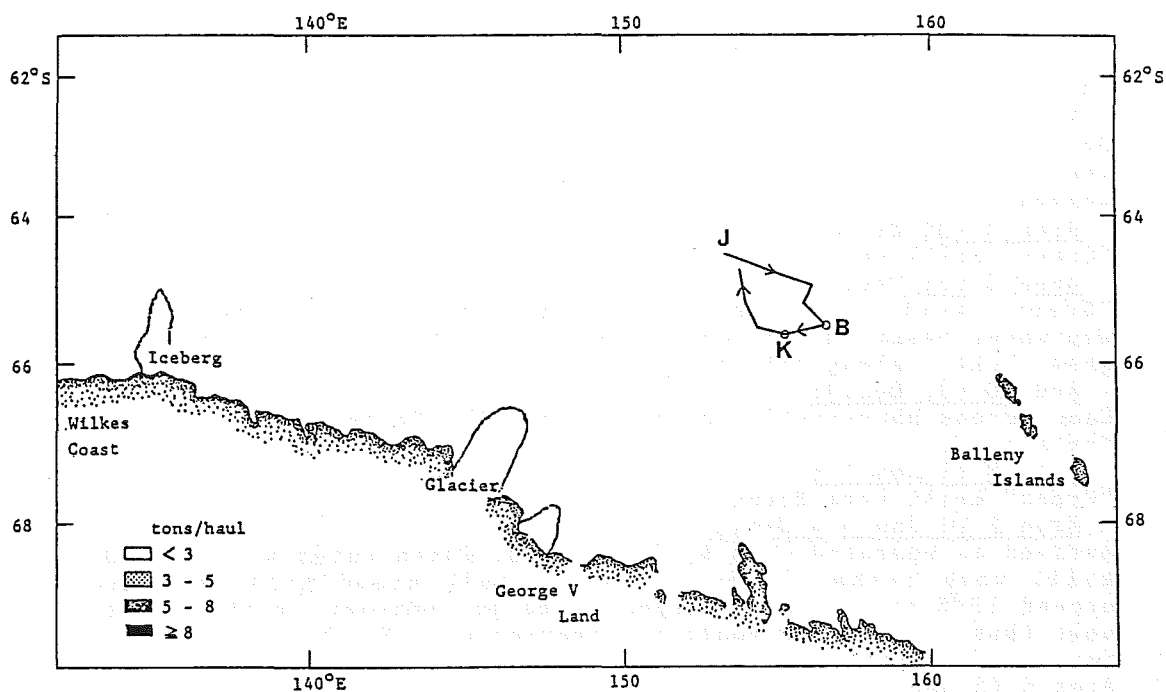 140°E 150 160
62°S 62°S
64 64
J
B
K
Iceberg
66 66
Wilkes
Coast
Balleny
Islands
Glacier
68 68
tons/haul
< 3
3 - 5
5 - 8
≧ 8
George V
Land
140°E 150 160